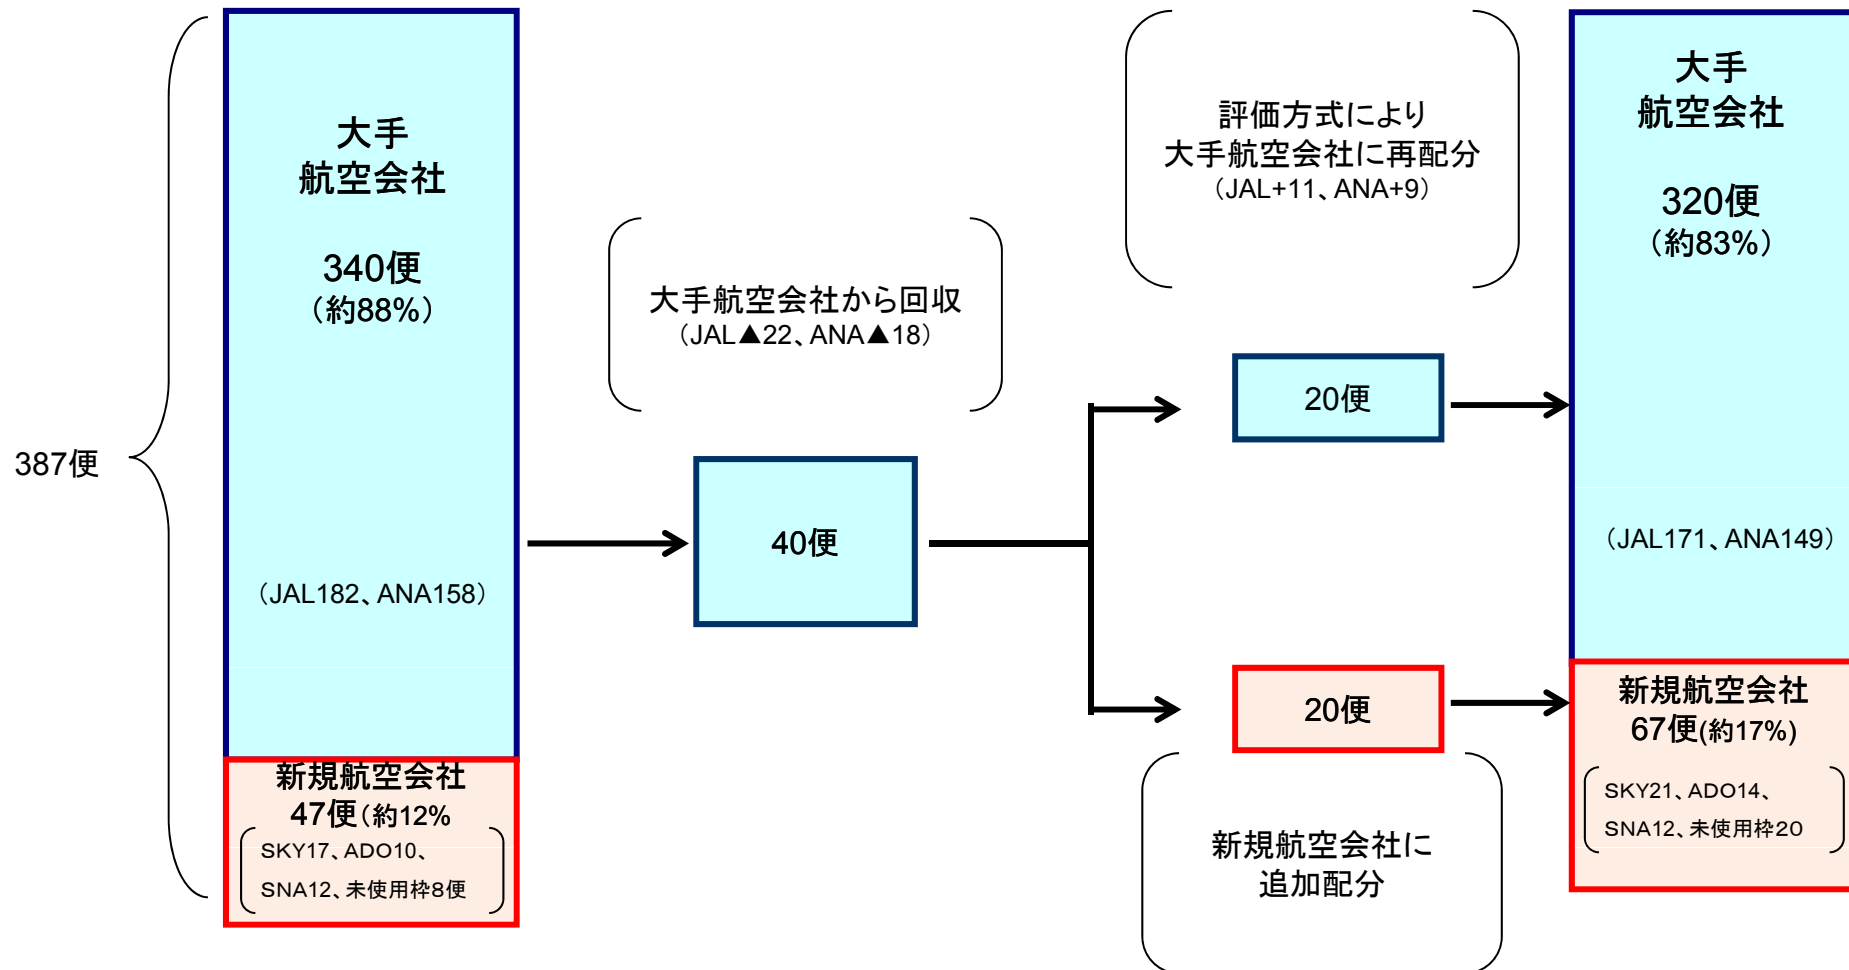 387便
大手
航空会社
340便
（約88%）
（JAL182、ANA158）
新規航空会社
47便（約12%
SKY17、ADO10、
SNA12、未使用枠8便
大手航空会社から回収
（JAL▲22、ANA▲18）
40便
評価方式により
大手航空会社に再配分
（JAL+11、ANA+9）
20便
20便
新規航空会社に
追加配分
大手
航空会社
320便
（約83%）
（JAL171、ANA149）
新規航空会社
67便(約17%)
SKY21、ADO14、
SNA12、未使用枠20